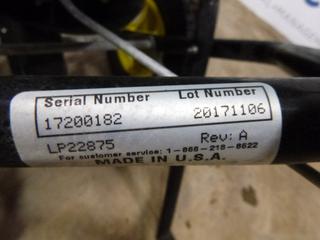 Serial Number Lot Number
17200182 20171106
LP22875 Rev: A
For customer service: 1-866-218-8622
MADE IN U.S.A.